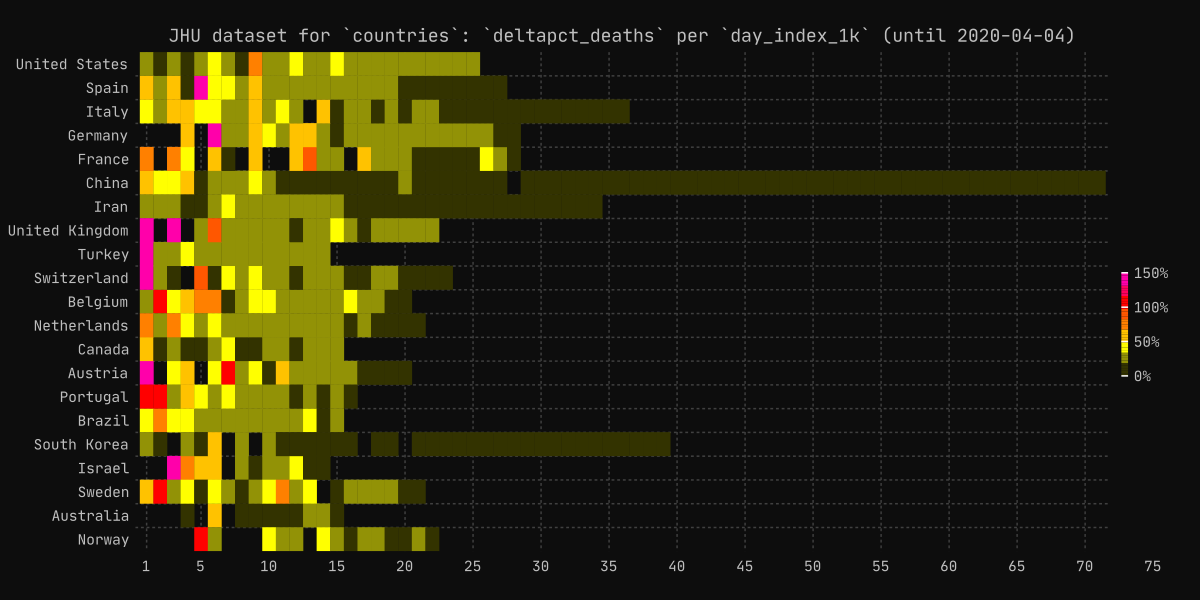 JHU dataset for `countries`: `deltapct_deaths` per `day_index_1k` (until 2020-04-04)
United States
Spain
Italy
Germany
France
China
Iran
United Kingdom
Turkey
Switzerland
Belgium
Netherlands
Canada
Austria
Portugal
Brazil
South Korea
Israel
Sweden
Australia
Norway
150%
100%
50%
0%
1 5 10 15 20 25 30 35 40 45 50 55 60 65 70 75